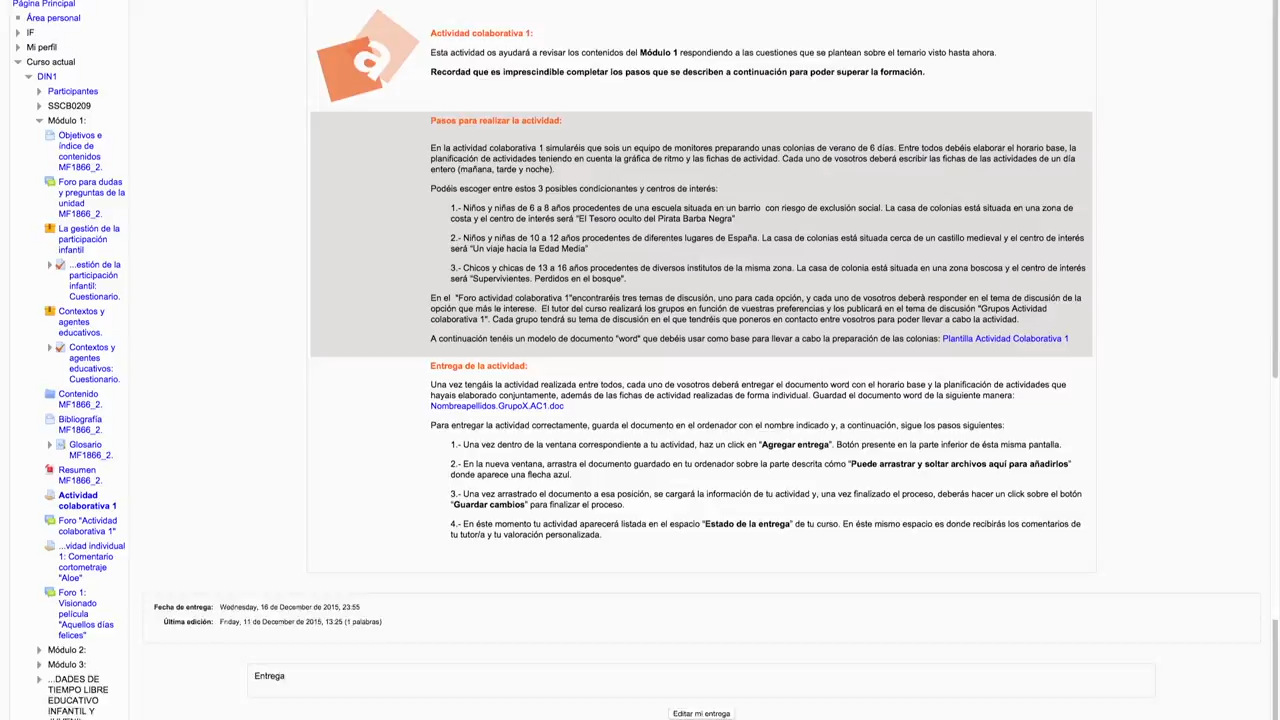 Página Principal
Área personal
IF
Mi perfil
Curso actual
DIN1
Participantes
SSCB0209
Módulo 1:
Objetivos e
índice de
contenidos
MF1866_2.
Foro para dudas
y preguntas de la
unidad
MF1866_2.
La gestión de la
participación
infantil
...estión de la
participación
infantil:
Cuestionario.
Contextos y
agentes
educativos.
Contextos y
agentes
educativos:
Cuestionario.
Contenido
MF1866_2.
Bibliografía
MF1866_2.
Glosario
MF1866_2.
Resumen
MF1866_2.
Actividad
colaborativa 1
Foro "Actividad
colaborativa 1"
...vidad individual
1: Comentario
cortometraje
"Aloe"
Foro 1:
Visionado
película
"Aquellos días
felices"
Módulo 2:
Módulo 3:
...DADES DE
TIEMPO LIBRE
EDUCATIVO
INFANTIL Y
a
Actividad colaborativa 1:
Esta actividad os ayudará a revisar los contenidos del Módulo 1 respondiendo a las cuestiones que se plantean sobre el temario visto hasta ahora.
Recordad que es imprescindible completar los pasos que se describen a continuación para poder superar la formación.
Pasos para realizar la actividad:
En la actividad colaborativa 1 simularéis que sois un equipo de monitores preparando unas colonias de verano de 6 días. Entre todos debéis elaborar el horario base, la
planificación de actividades teniendo en cuenta la gráfica de ritmo y las fichas de actividad. Cada uno de vosotros deberá escribir las fichas de las actividades de un día
entero (mañana, tarde y noche).
Podéis escoger entre estos 3 posibles condicionantes y centros de interés:
1.- Niños y niñas de 6 a 8 años procedentes de una escuela situada en un barrio con riesgo de exclusión social. La casa de colonias está situada en una zona de
costa y el centro de interés será "El Tesoro oculto del Pirata Barba Negra"
2.- Niños y niñas de 10 a 12 años procedentes de diferentes lugares de España. La casa de colonias está situada cerca de un castillo medieval y el centro de interés
será "Un viaje hacia la Edad Media"
3.- Chicos y chicas de 13 a 16 años procedentes de diversos institutos de la misma zona. La casa de colonia está situada en una zona boscosa y el centro de interés
será "Supervivientes. Perdidos en el bosque".
En el "Foro actividad colaborativa 1"encontraréis tres temas de discusión, uno para cada opción, y cada uno de vosotros deberá responder en el tema de discusión de la
opción que más le interese. El tutor del curso realizará los grupos en función de vuestras preferencias y los publicará en el tema de discusión "Grupos Actividad
colaborativa 1". Cada grupo tendrá su tema de discusión en el que tendréis que poneros en contacto entre vosotros para poder llevar a cabo la actividad.
A continuación tenéis un modelo de documento "word" que debéis usar como base para llevar a cabo la preparación de las colonias: Plantilla Actividad Colaborativa 1
Entrega de la actividad:
Una vez tengáis la actividad realizada entre todos, cada uno de vosotros deberá entregar el documento word con el horario base y la planificación de actividades que
hayais elaborado conjuntamente, además de las fichas de actividad realizadas de forma individual. Guardad el documento word de la siguiente manera:
Nombreapellidos.GrupoX.AC1.doc
Para entregar la actividad correctamente, guarda el documento en el ordenador con el nombre indicado y, a continuación, sigue los pasos siguientes:
1.- Una vez dentro de la ventana correspondiente a tu actividad, haz un click en "Agregar entrega". Botón presente en la parte inferior de ésta misma pantalla.
2.- En la nueva ventana, arrastra el documento guardado en tu ordenador sobre la parte descrita cómo "Puede arrastrar y soltar archivos aquí para añadirlos"
donde aparece una flecha azul.
3.- Una vez arrastrado el documento a esa posición, se cargará la información de tu actividad y, una vez finalizado el proceso, deberás hacer un click sobre el botón
"Guardar cambios" para finalizar el proceso.
4.- En éste momento tu actividad aparecerá listada en el espacio "Estado de la entrega" de tu curso. En éste mismo espacio es donde recibirás los comentarios de
tu tutor/a y tu valoración personalizada.
Fecha de entrega: Wednesday, 16 de December de 2015, 23:55
Última edición: Friday, 11 de December de 2015, 13:25 (1 palabras)
Entrega
Editar mi entrega